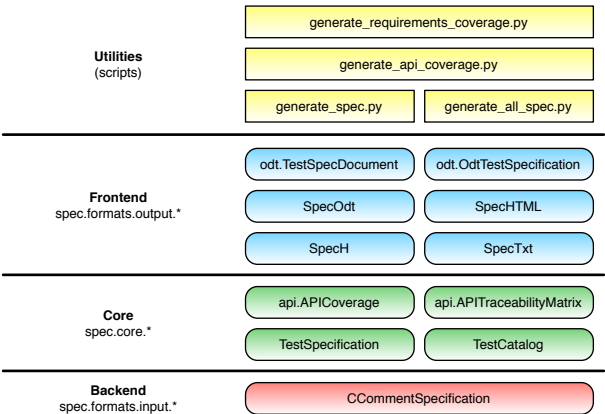 generate_requirements_coverage.py
Utilities
(scripts)
generate_api_coverage.py
generate_spec.py generate_all_spec.py
odt.TestSpecDocument odt.OdtTestSpecification
Frontend
spec.formats.output.*
SpecOdt SpecHTML
SpecH SpecTxt
api.APICoverage api.APITraceabilityMatrix
Core
spec.core.*
TestSpecification TestCatalog
Backend
spec.formats.input.*
CCommentSpecification